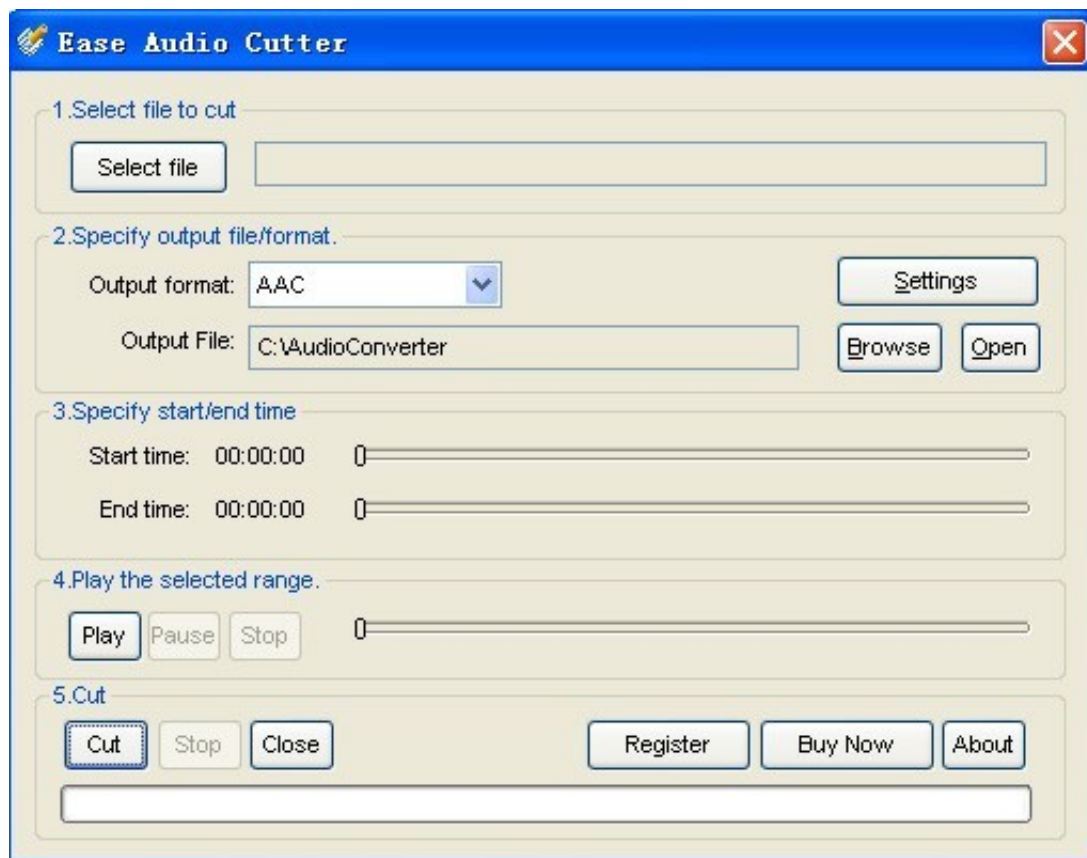 Ease Audio Cutter
1.Select file to cut
Select file
2.Specify output file/format.
Output format: AAC Settings
Output File: C:\AudioConverter Browse Open
3.Specify start/end time
Start time: 00:00:00
End time: 00:00:00
4.Play the selected range.
Play Pause Stop
5.Cut
Cut Stop Close Register Buy Now About